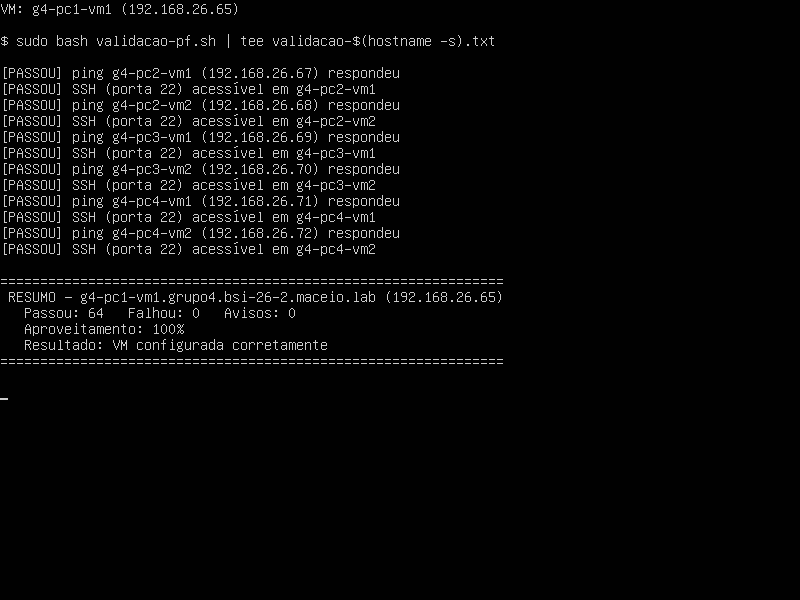 VM: g4-pc1-vm1 (192.168.26.65)
$ sudo bash validacao-pf.sh | tee validacao-$(hostname -s).txt
[PASSOU] ping g4-pc2-vm1 (192.168.26.67) respondeu
[PASSOU] SSH (porta 22) acessível em g4-pc2-vm1
[PASSOU] ping g4-pc2-vm2 (192.168.26.68) respondeu
[PASSOU] SSH (porta 22) acessível em g4-pc2-vm2
[PASSOU] ping g4-pc3-vm1 (192.168.26.69) respondeu
[PASSOU] SSH (porta 22) acessível em g4-pc3-vm1
[PASSOU] ping g4-pc3-vm2 (192.168.26.70) respondeu
[PASSOU] SSH (porta 22) acessível em g4-pc3-vm2
[PASSOU] ping g4-pc4-vm1 (192.168.26.71) respondeu
[PASSOU] SSH (porta 22) acessível em g4-pc4-vm1
[PASSOU] ping g4-pc4-vm2 (192.168.26.72) respondeu
[PASSOU] SSH (porta 22) acessível em g4-pc4-vm2
===============================================================
RESUMO - g4-pc1-vm1.grupo4.bsi-26-2.maceio.lab (192.168.26.65)
Passou: 64   Falhou: 0   Avisos: 0
Aproveitamento: 100%
Resultado: VM configurada corretamente
===============================================================